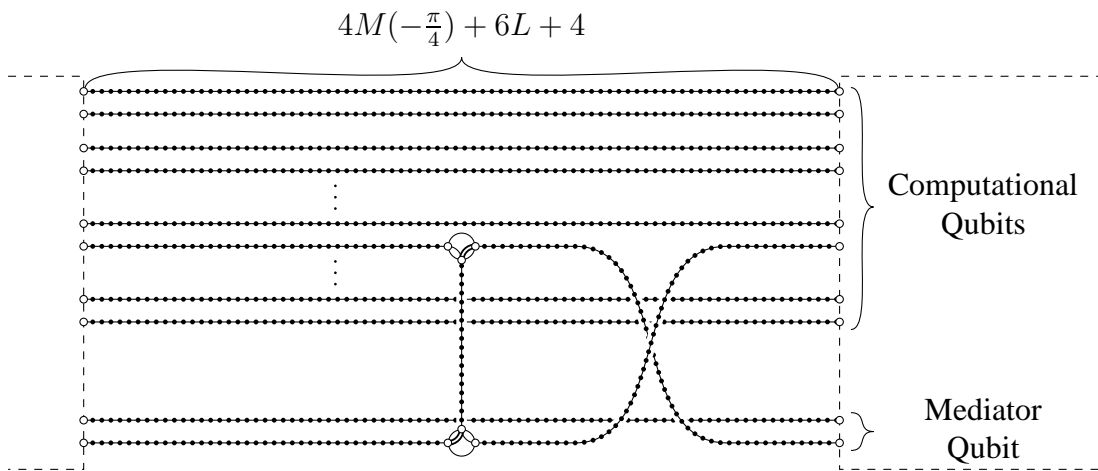 4M(−π/4) + 6L + 4
Computational
Qubits
Mediator
Qubit